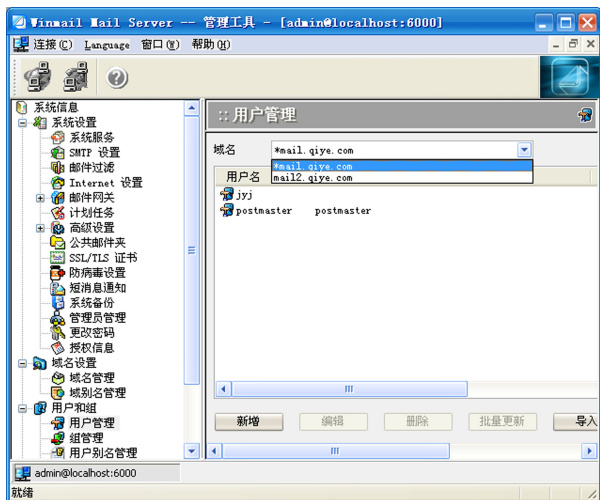 Winmail Mail Server -- 管理工具 - [admin@localhost:6000]
连接(C) Language 窗口(W) 帮助(H)
系统信息
系统设置
系统服务
SMTP 设置
邮件过滤
Internet 设置
邮件网关
计划任务
高级设置
公共邮件夹
SSL/TLS 证书
防病毒设置
短消息通知
系统备份
管理员管理
更改密码
授权信息
域名设置
域名管理
域别名管理
用户和组
用户管理
组管理
用户别名管理
:: 用户管理
域名 *mail.qiye.com
*mail.qiye.com
mail2.qiye.com
用户名
jyj
postmaster postmaster
新增 编辑 删除 批量更新 导入
admin@localhost:6000
就绪